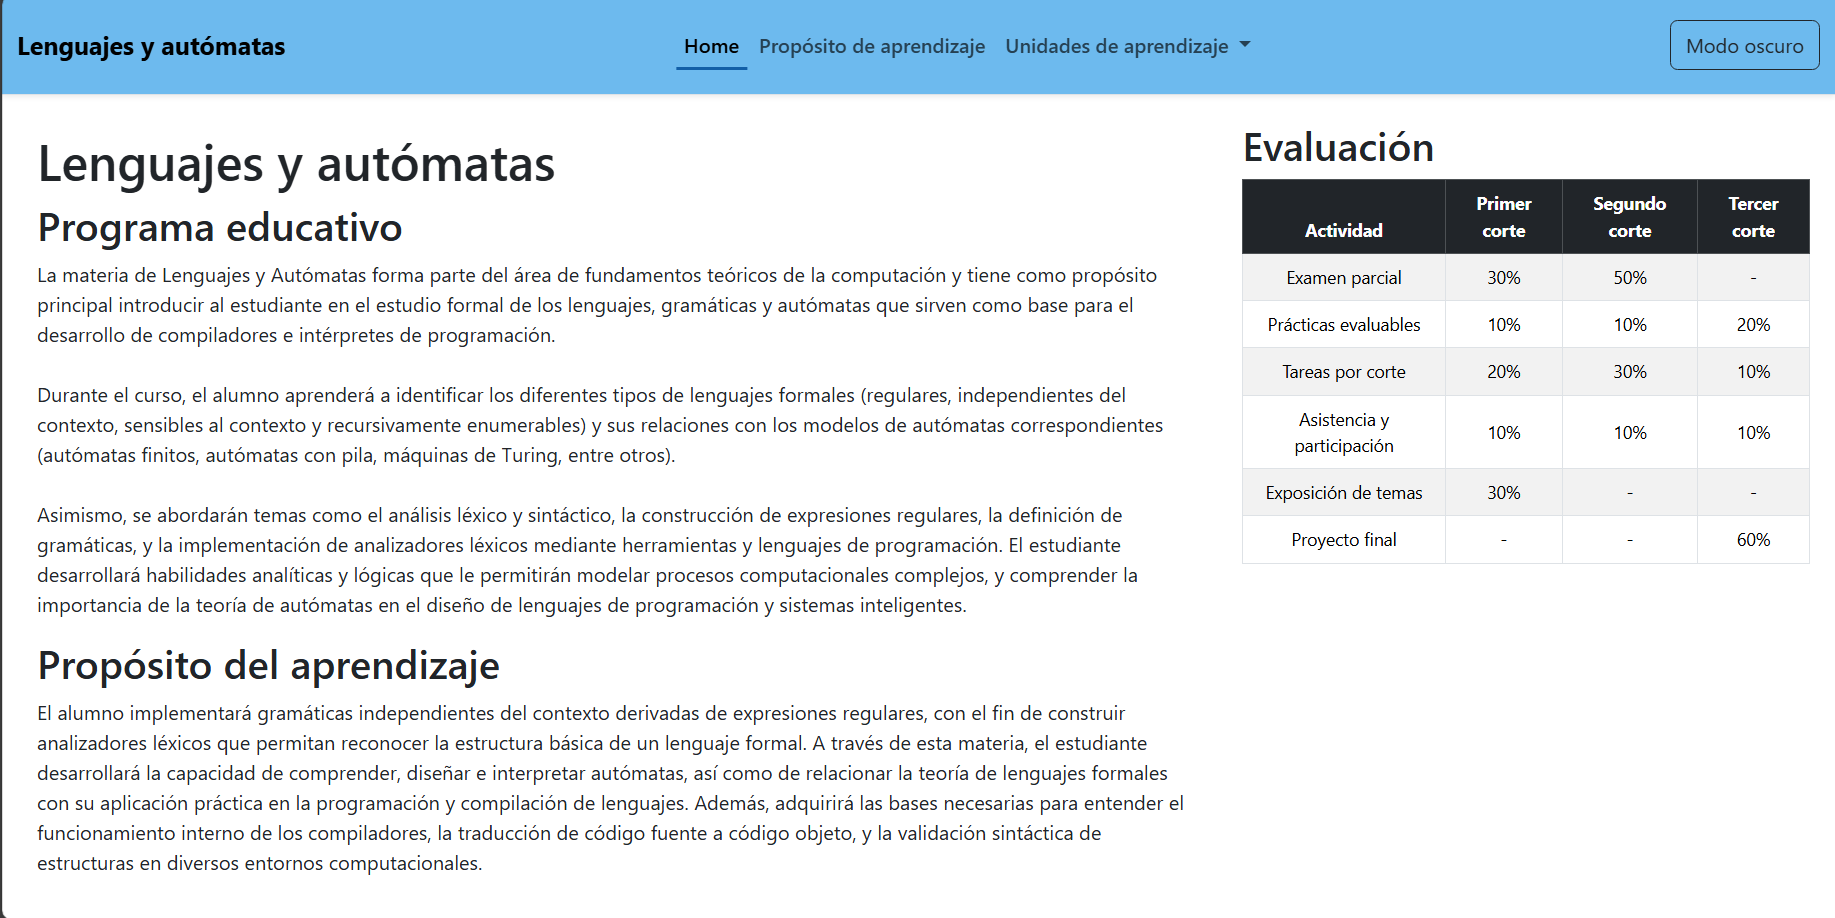 Lenguajes y autómatas
Home Propósito de aprendizaje Unidades de aprendizaje
Modo oscuro
Lenguajes y autómatas
Programa educativo
La materia de Lenguajes y Autómatas forma parte del área de fundamentos teóricos de la computación y tiene como propósito
principal introducir al estudiante en el estudio formal de los lenguajes, gramáticas y autómatas que sirven como base para el
desarrollo de compiladores e intérpretes de programación.
Durante el curso, el alumno aprenderá a identificar los diferentes tipos de lenguajes formales (regulares, independientes del
contexto, sensibles al contexto y recursivamente enumerables) y sus relaciones con los modelos de autómatas correspondientes
(autómatas finitos, autómatas con pila, máquinas de Turing, entre otros).
Asimismo, se abordarán temas como el análisis léxico y sintáctico, la construcción de expresiones regulares, la definición de
gramáticas, y la implementación de analizadores léxicos mediante herramientas y lenguajes de programación. El estudiante
desarrollará habilidades analíticas y lógicas que le permitirán modelar procesos computacionales complejos, y comprender la
importancia de la teoría de autómatas en el diseño de lenguajes de programación y sistemas inteligentes.
Propósito del aprendizaje
El alumno implementará gramáticas independientes del contexto derivadas de expresiones regulares, con el fin de construir
analizadores léxicos que permitan reconocer la estructura básica de un lenguaje formal. A través de esta materia, el estudiante
desarrollará la capacidad de comprender, diseñar e interpretar autómatas, así como de relacionar la teoría de lenguajes formales
con su aplicación práctica en la programación y compilación de lenguajes. Además, adquirirá las bases necesarias para entender el
funcionamiento interno de los compiladores, la traducción de código fuente a código objeto, y la validación sintáctica de
estructuras en diversos entornos computacionales.
Evaluación
Actividad Primer corte Segundo corte Tercer corte
Examen parcial 30% 50% -
Prácticas evaluables 10% 10% 20%
Tareas por corte 20% 30% 10%
Asistencia y participación 10% 10% 10%
Exposición de temas 30% - -
Proyecto final - - 60%